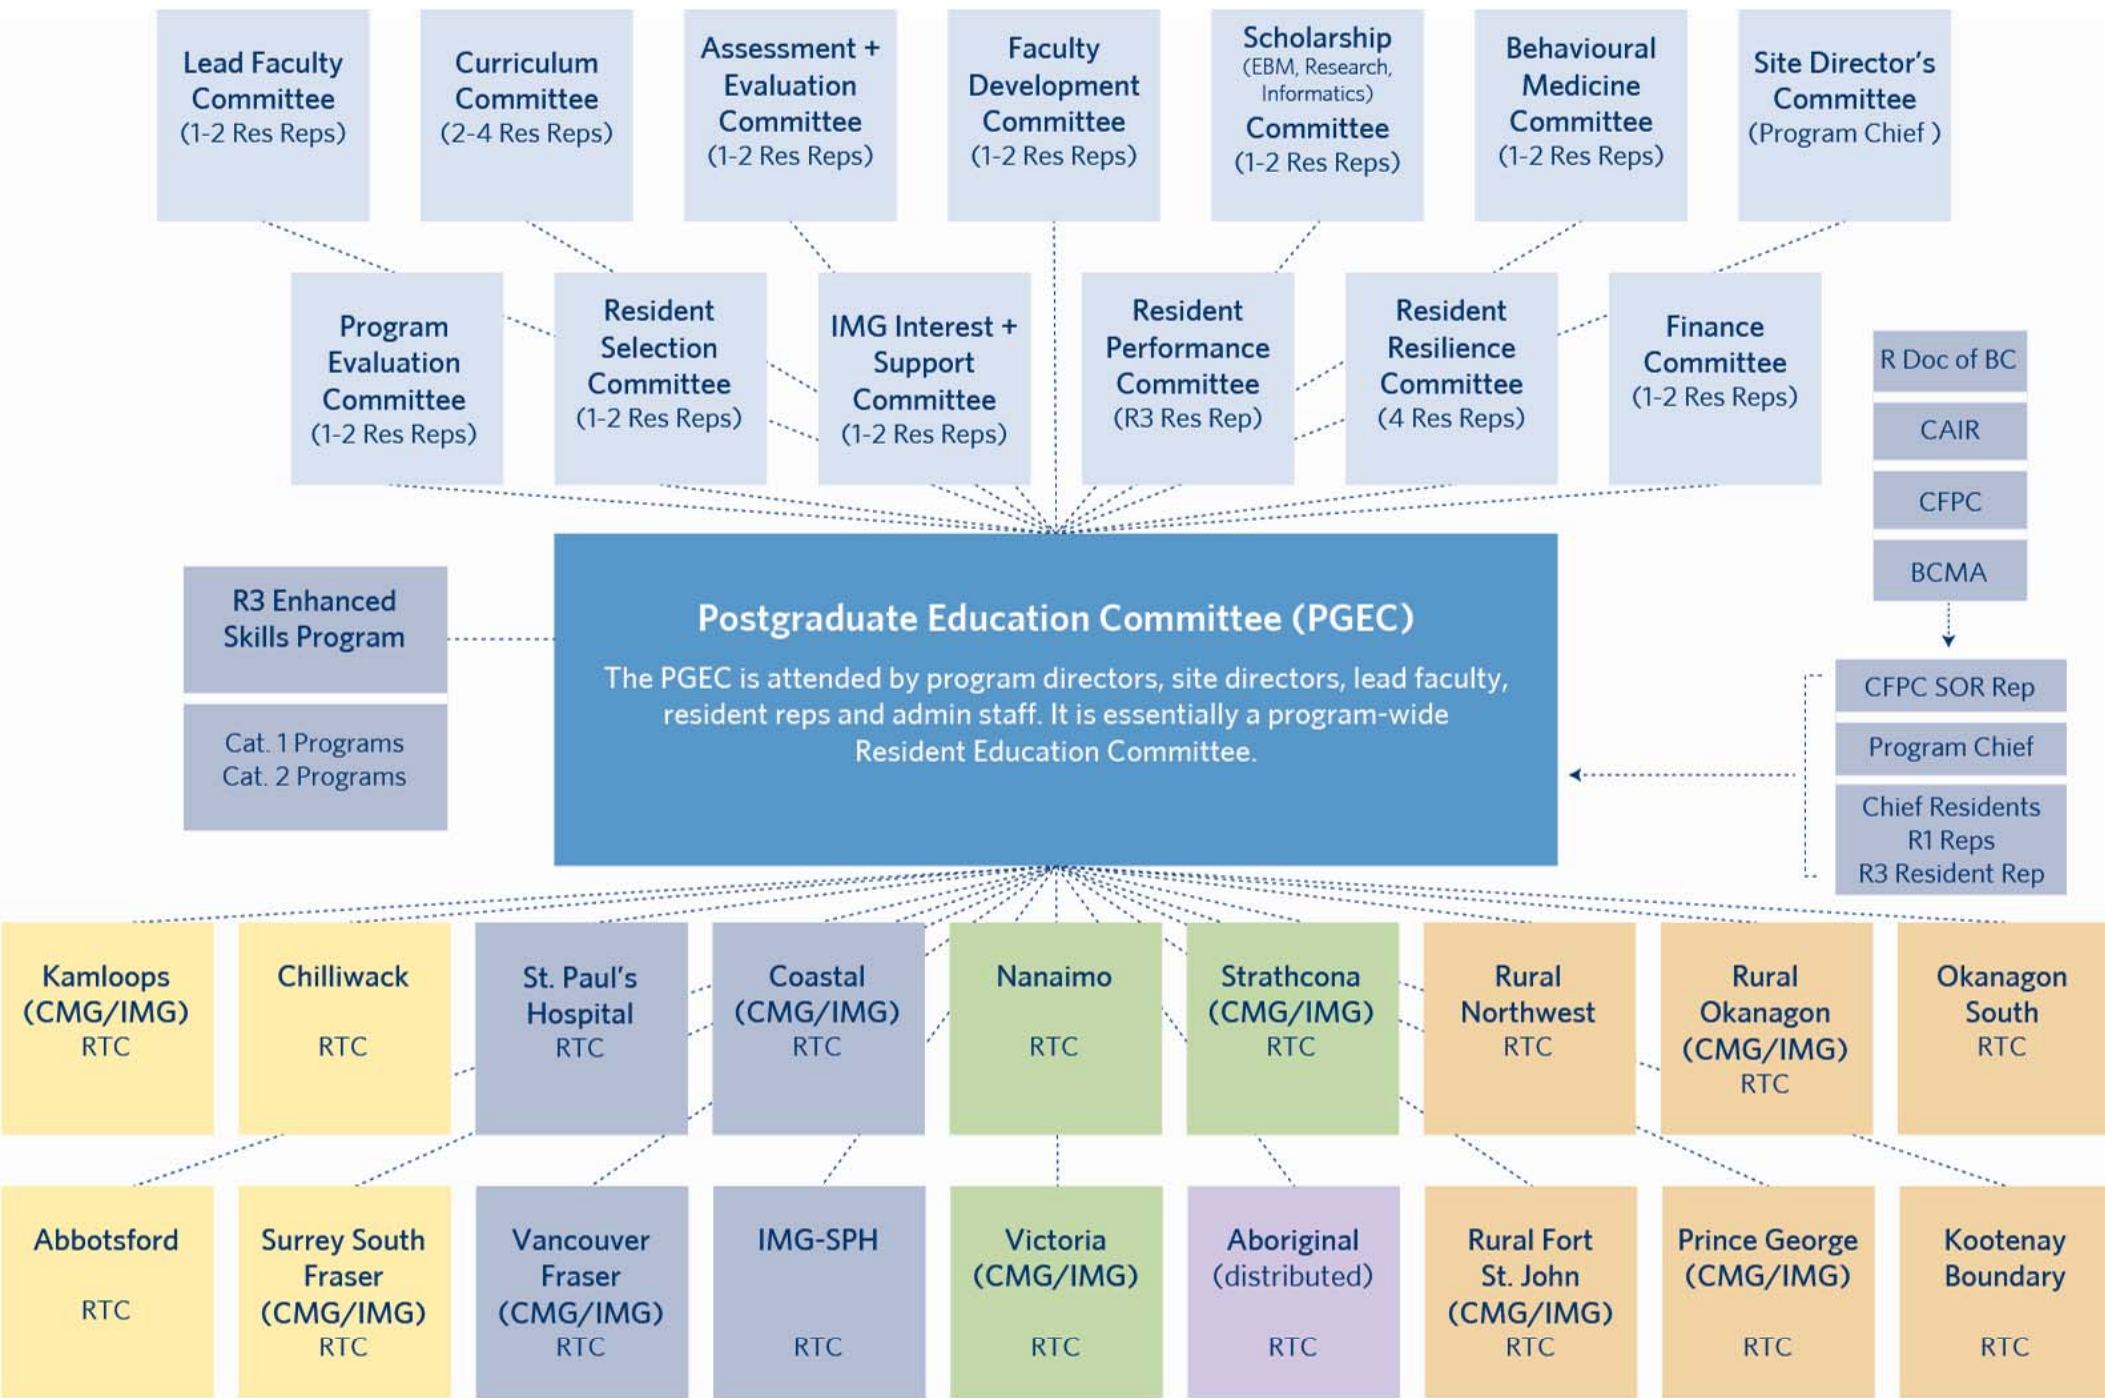 Lead Faculty
Committee
(1-2 Res Reps)
Curriculum
Committee
(2-4 Res Reps)
Assessment +
Evaluation
Committee
(1-2 Res Reps)
Faculty
Development
Committee
(1-2 Res Reps)
Scholarship
(EBM, Research,
Informatics)
Committee
(1-2 Res Reps)
Behavioural
Medicine
Committee
(1-2 Res Reps)
Site Director's
Committee
(Program Chief )
Program
Evaluation
Committee
(1-2 Res Reps)
Resident
Selection
Committee
(1-2 Res Reps)
IMG Interest +
Support
Committee
(1-2 Res Reps)
Resident
Performance
Committee
(R3 Res Rep)
Resident
Resilience
Committee
(4 Res Reps)
Finance
Committee
(1-2 Res Reps)
R Doc of BC
CAIR
CFPC
BCMA
R3 Enhanced
Skills Program
Cat. 1 Programs
Cat. 2 Programs
Postgraduate Education Committee (PGEC)
The PGEC is attended by program directors, site directors, lead faculty,
resident reps and admin staff. It is essentially a program-wide
Resident Education Committee.
CFPC SOR Rep
Program Chief
Chief Residents
R1 Reps
R3 Resident Rep
Kamloops
(CMG/IMG)
RTC
Chilliwack
RTC
St. Paul's
Hospital
RTC
Coastal
(CMG/IMG)
RTC
Nanaimo
RTC
Strathcona
(CMG/IMG)
RTC
Rural
Northwest
RTC
Rural
Okanagon
(CMG/IMG)
RTC
Okanagon
South
RTC
Abbotsford
RTC
Surrey South
Fraser
(CMG/IMG)
RTC
Vancouver
Fraser
(CMG/IMG)
RTC
IMG-SPH
RTC
Victoria
(CMG/IMG)
RTC
Aboriginal
(distributed)
RTC
Rural Fort
St. John
(CMG/IMG)
RTC
Prince George
(CMG/IMG)
RTC
Kootenay
Boundary
RTC